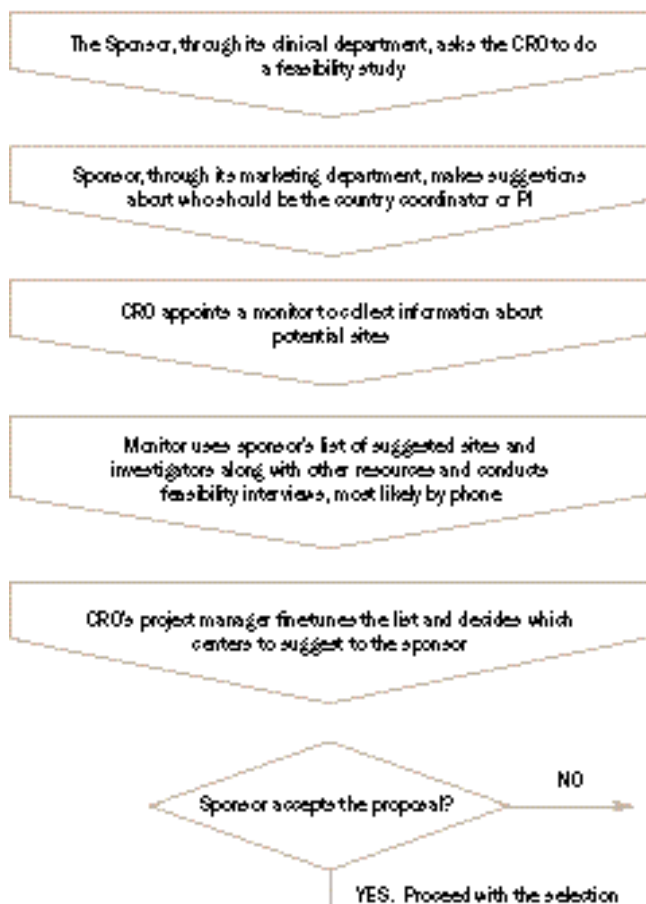 The Sponsor, through its clinical department, asks the CRO to do
a feasibility study
Sponsor, through its marketing department, makes suggestions
about who should be the country coordinator or PI
CRO appoints a monitor to collect information about
potential sites
Monitor uses sponsor's list of suggested sites and
investigators along with other resources and conducts
feasibility interviews, most likely by phone
CRO's project manager finetunes the list and decides which
centers to suggest to the sponsor
Sponsor accepts the proposal?
NO
YES. Proceed with the selection